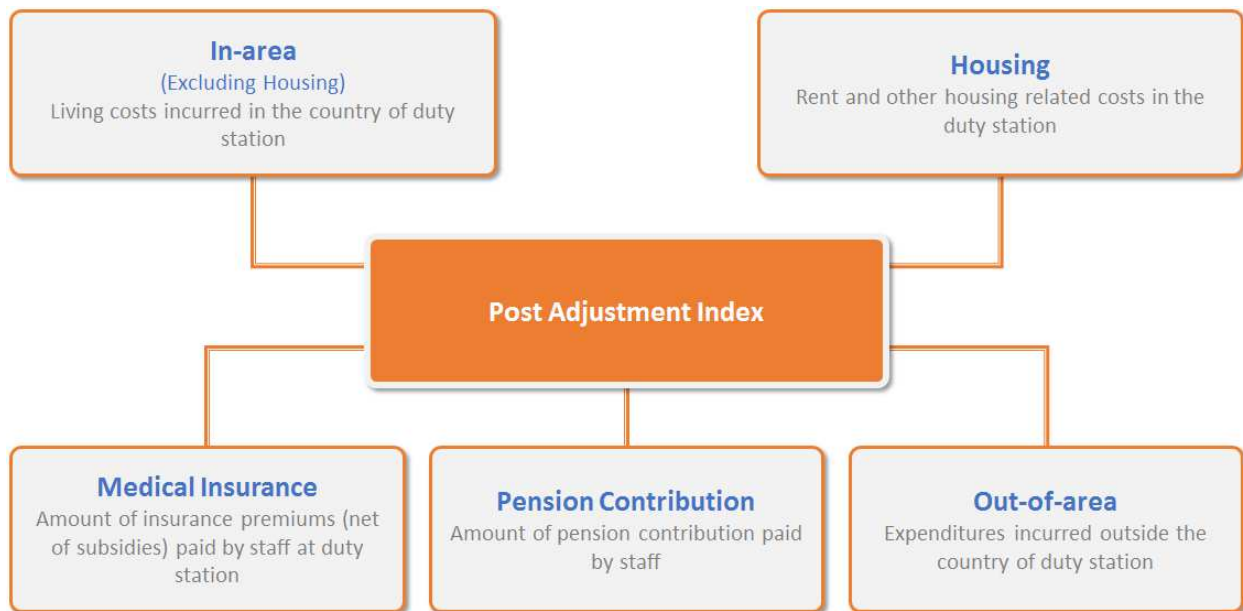 In-area
(Excluding Housing)
Living costs incurred in the country of duty
station
Housing
Rent and other housing related costs in the
duty station
Post Adjustment Index
Medical Insurance
Amount of insurance premiums (net
of subsidies) paid by staff at duty
station
Pension Contribution
Amount of pension contribution paid
by staff
Out-of-area
Expenditures incurred outside the
country of duty station